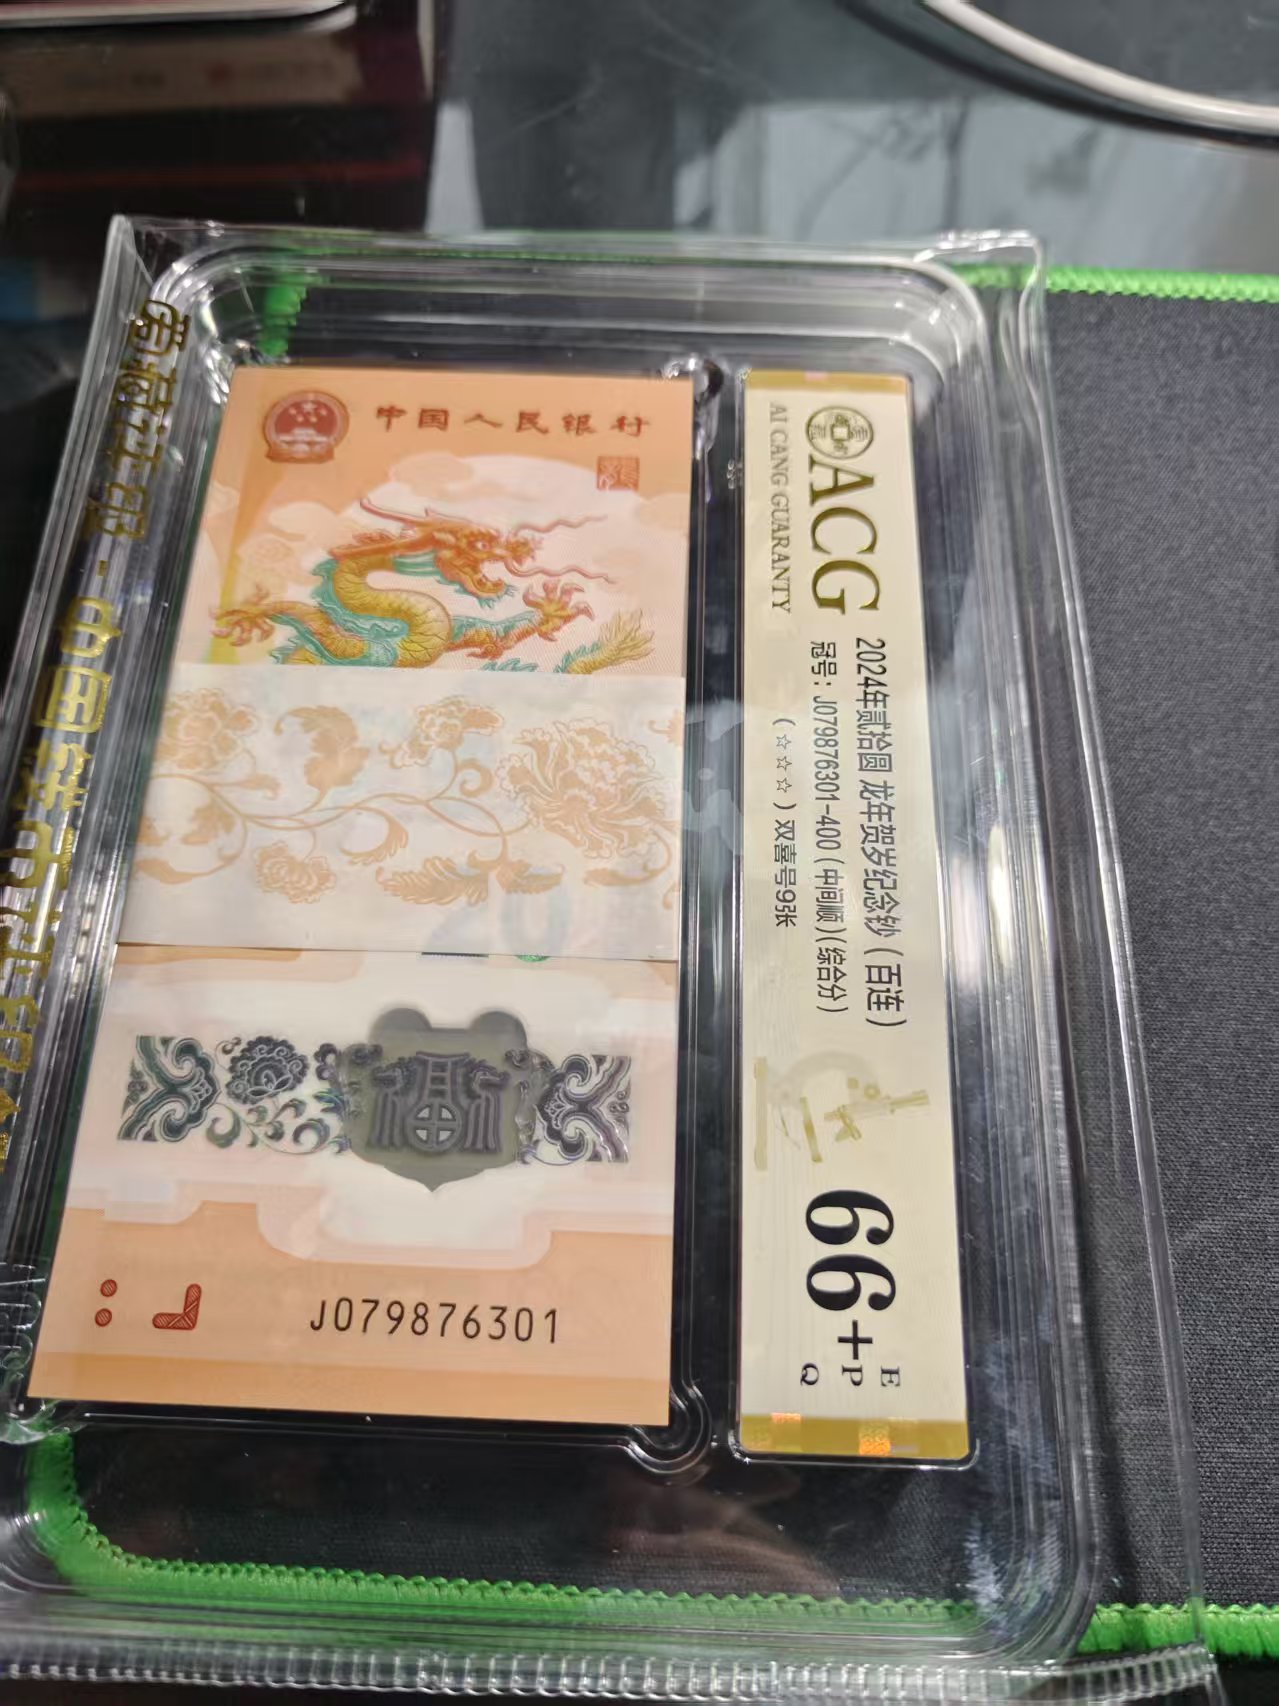 中国人民银行
J079876301
ACG
AI CANG GUARANTY
2024年贰拾圆 龙年贺岁纪念钞（百连）
冠号：J079876301-400（中间顺）（综合分）
（☆☆☆）双喜号9张
66+
E
P
Q